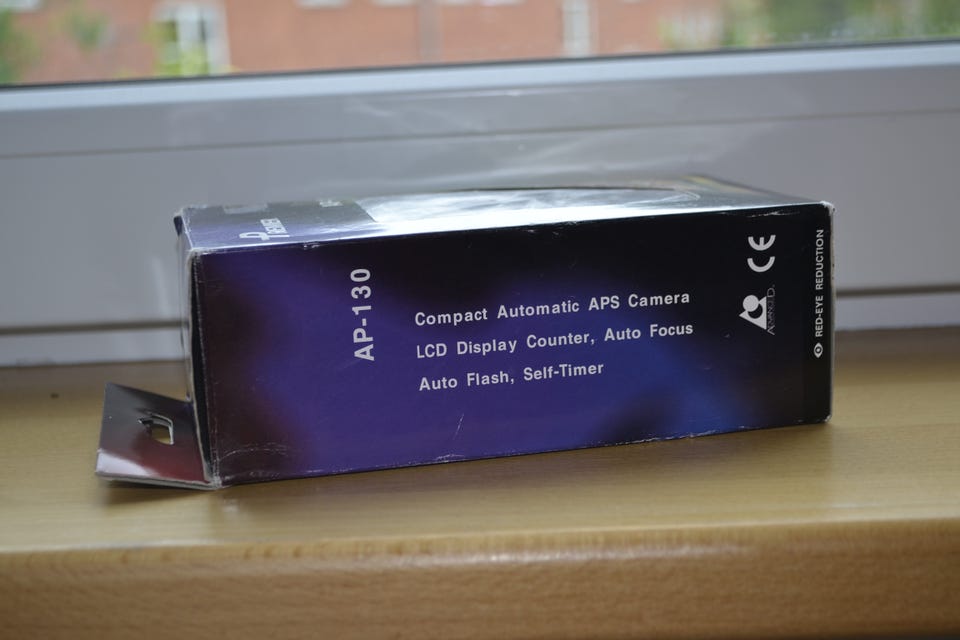 AP-130
Compact Automatic APS Camera
LCD Display Counter, Auto Focus
Auto Flash, Self-Timer
CE
RED-EYE REDUCTION